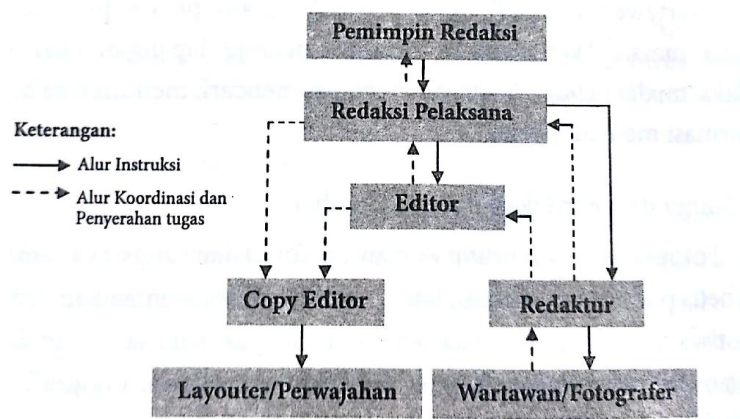 Pemimpin Redaksi
Redaksi Pelaksana
Keterangan:
Alur Instruksi
Alur Koordinasi dan
Penyerahan tugas
Editor
Copy Editor
Redaktur
Layouter/Perwajahan
Wartawan/Fotografer